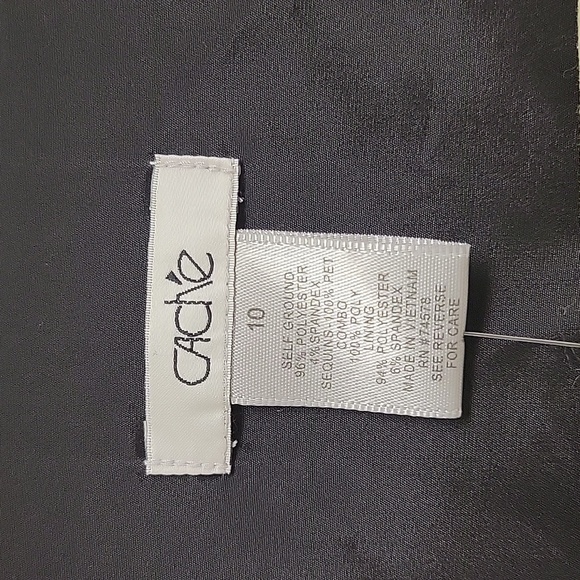 CACHÉ
10
SELF GROUND
96% POLYESTER
4% SPANDEX
SEQUINS-100% PET
COMBO
100% POLY
LINING
94% POLYESTER
6% SPANDEX
MADE IN VIETNAM
RN #74578
SEE REVERSE
FOR CARE